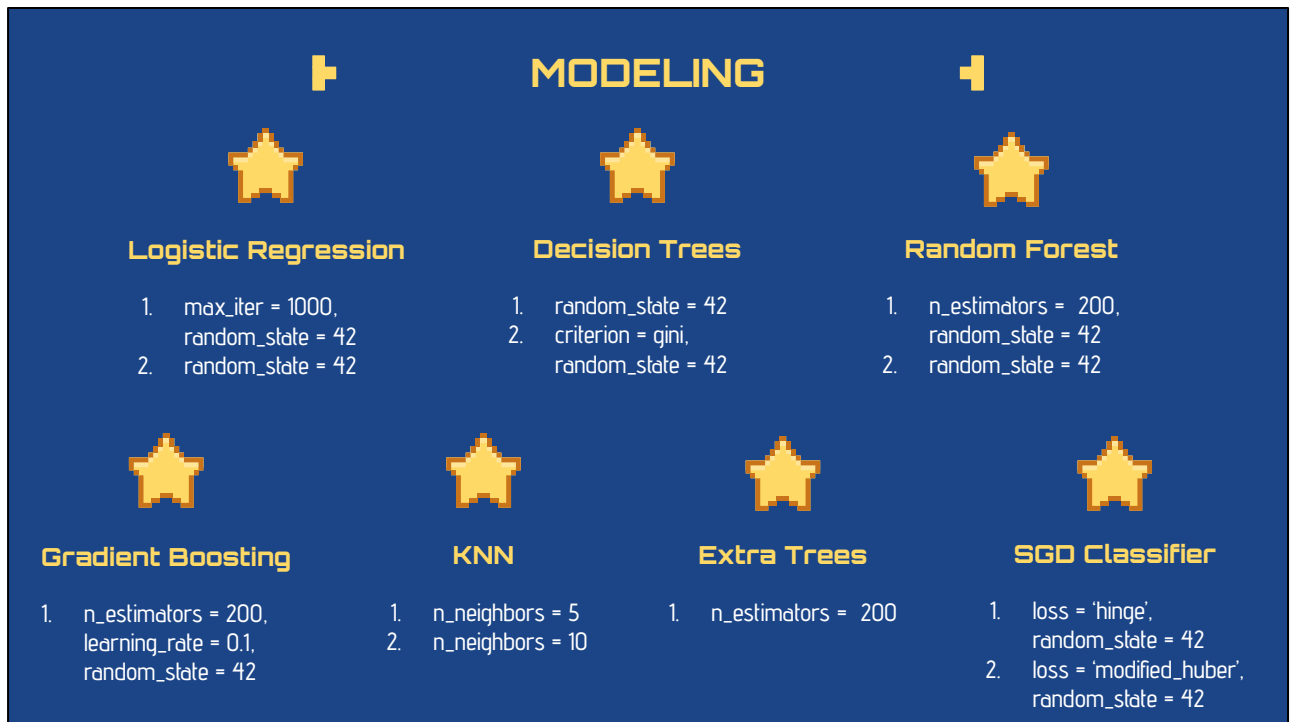 MODELING
Logistic Regression
1. max_iter = 1000,
random_state = 42
2. random_state = 42
Decision Trees
1. random_state = 42
2. criterion = gini,
random_state = 42
Random Forest
1. n_estimators =  200,
random_state = 42
2. random_state = 42
Gradient Boosting
1. n_estimators = 200,
learning_rate = 0.1,
random_state = 42
KNN
1. n_neighbors = 5
2. n_neighbors = 10
Extra Trees
1. n_estimators =  200
SGD Classifier
1. loss = ‘hinge’,
random_state = 42
2. loss = ‘modified_huber’,
random_state = 42